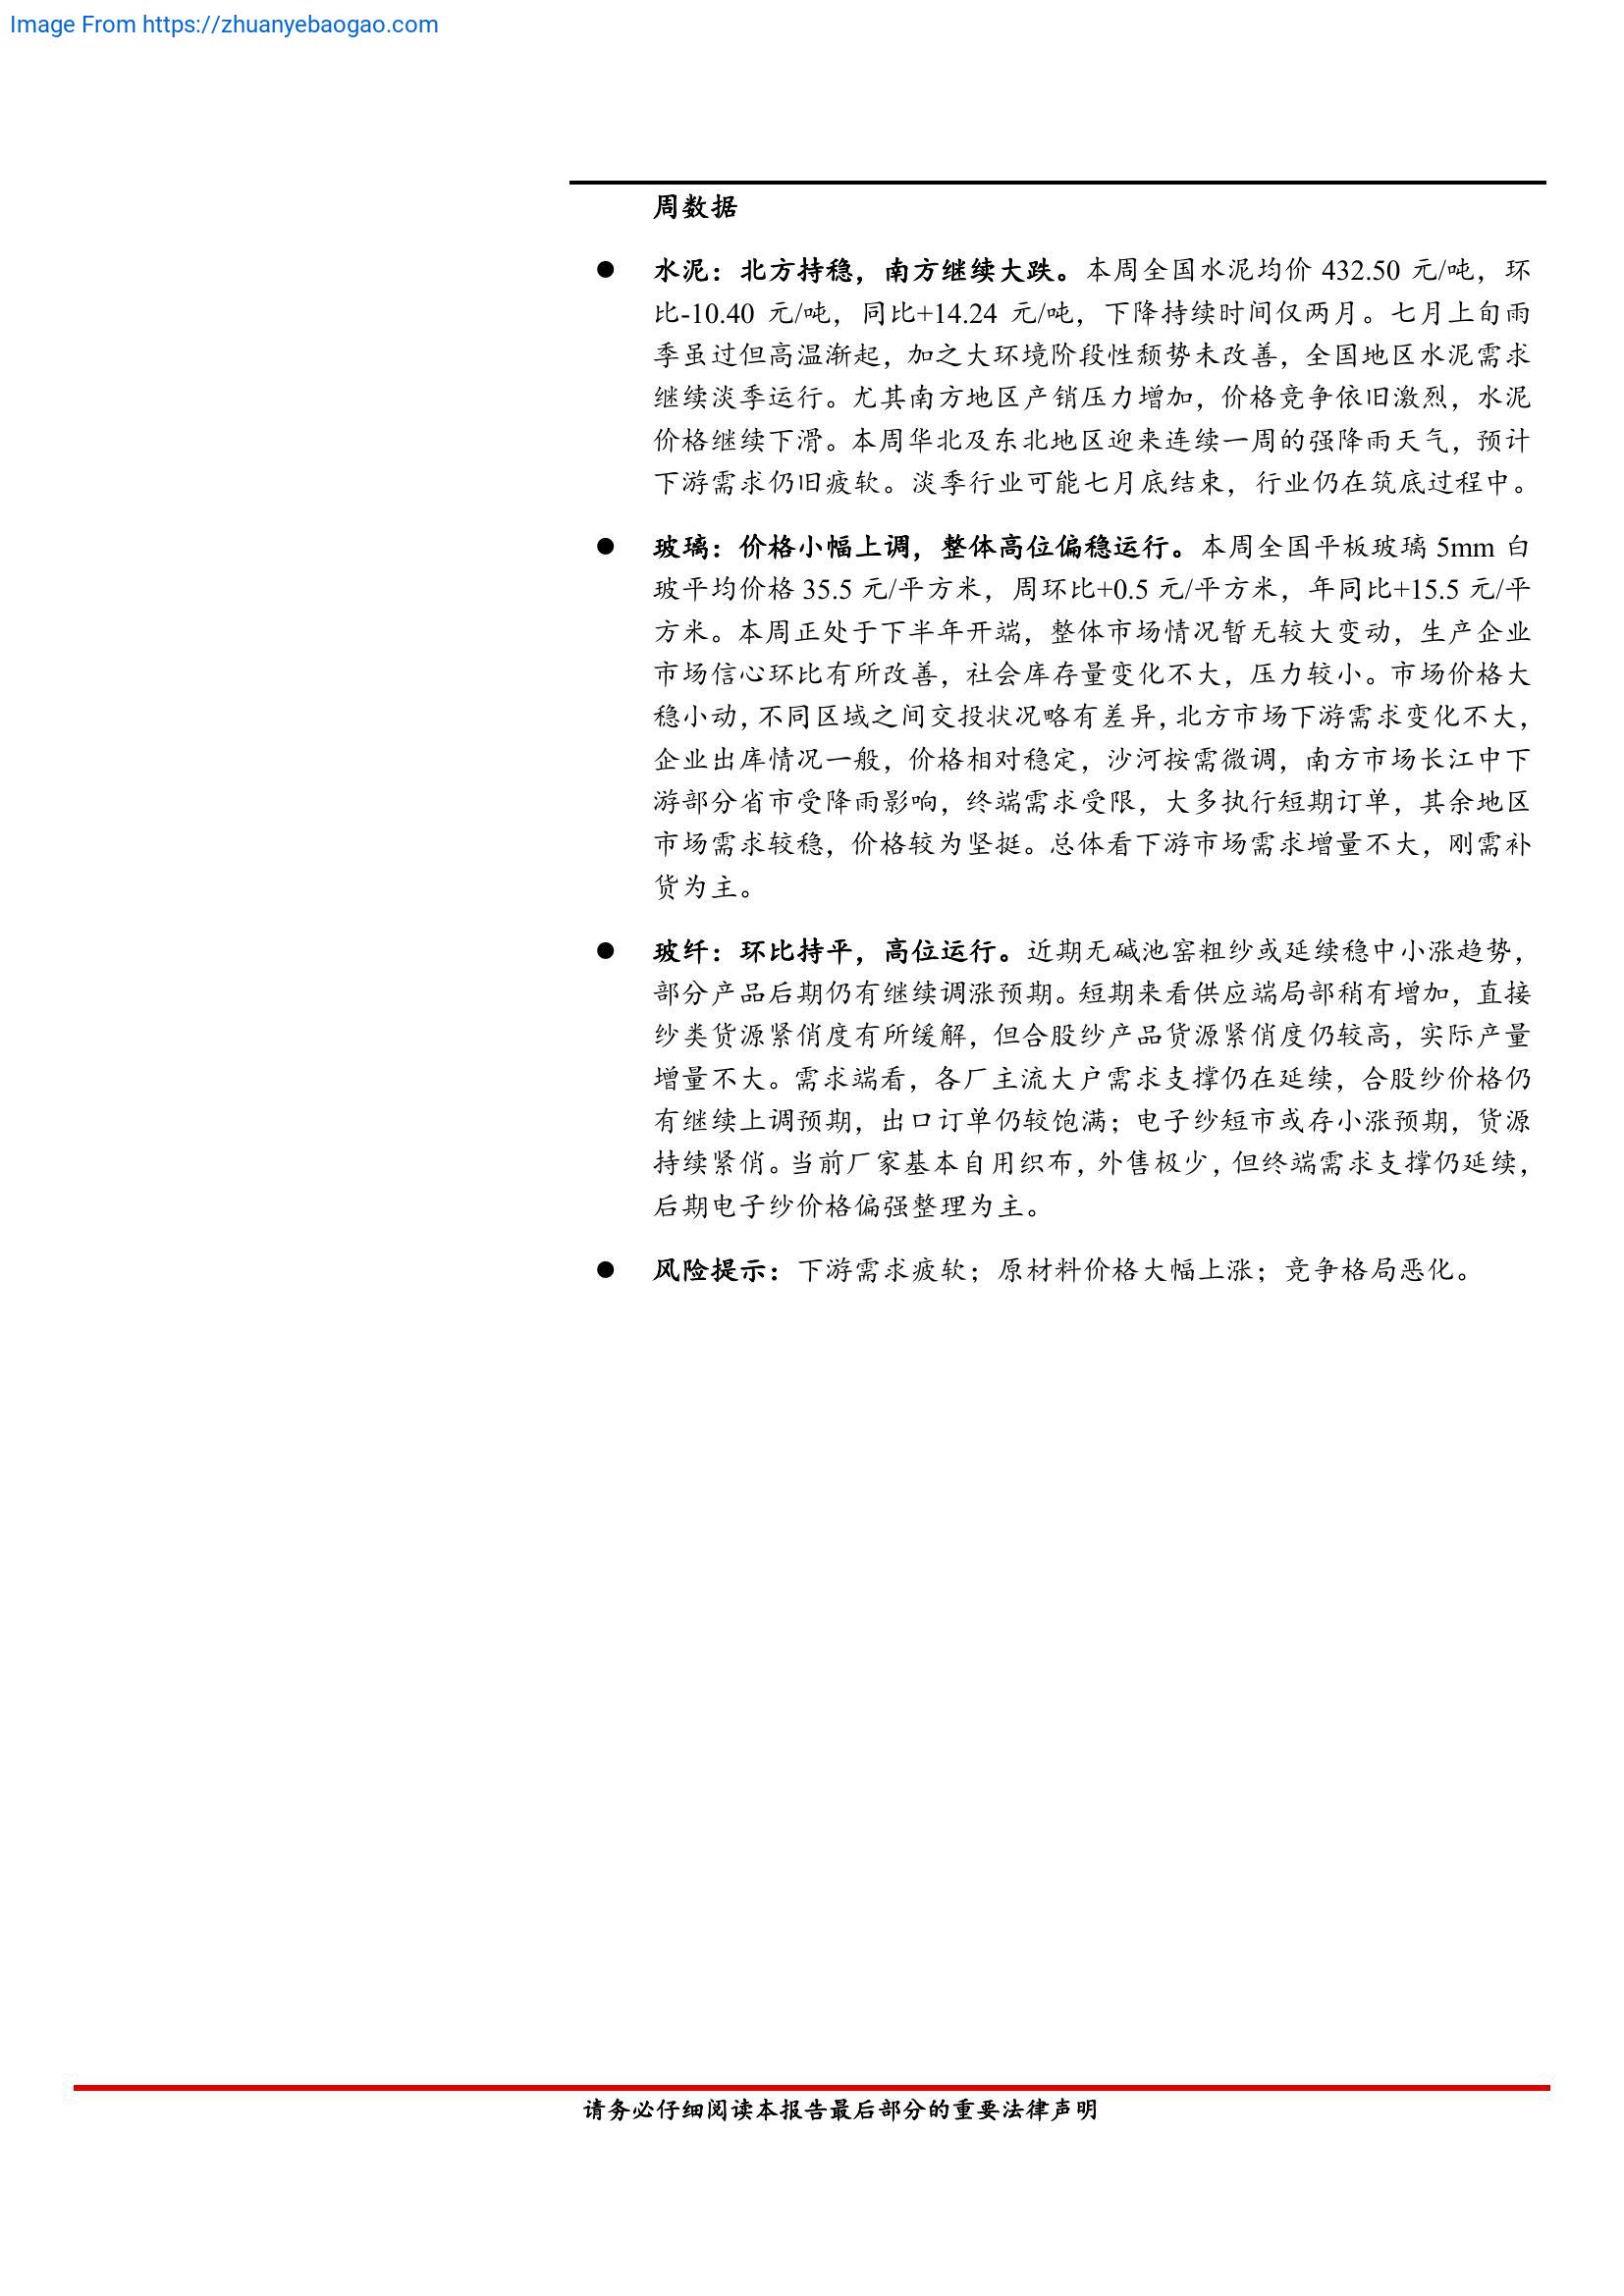 Image From https://zhuanyebaogao.com
周数据
● 水泥：北方持稳，南方继续大跌。本周全国水泥均价 432.50 元/吨，环
比-10.40 元/吨，同比+14.24 元/吨，下降持续时间仅两月。七月上旬雨
季虽过但高温渐起，加之大环境阶段性颓势未改善，全国地区水泥需求
继续淡季运行。尤其南方地区产销压力增加，价格竞争依旧激烈，水泥
价格继续下滑。本周华北及东北地区迎来连续一周的强降雨天气，预计
下游需求仍旧疲软。淡季行业可能七月底结束，行业仍在筑底过程中。
● 玻璃：价格小幅上调，整体高位偏稳运行。本周全国平板玻璃 5mm 白
玻平均价格 35.5 元/平方米，周环比+0.5 元/平方米，年同比+15.5 元/平
方米。本周正处于下半年开端，整体市场情况暂无较大变动，生产企业
市场信心环比有所改善，社会库存量变化不大，压力较小。市场价格大
稳小动，不同区域之间交投状况略有差异，北方市场下游需求变化不大，
企业出库情况一般，价格相对稳定，沙河按需微调，南方市场长江中下
游部分省市受降雨影响，终端需求受限，大多执行短期订单，其余地区
市场需求较稳，价格较为坚挺。总体看下游市场需求增量不大，刚需补
货为主。
● 玻纤：环比持平，高位运行。近期无碱池窑粗纱或延续稳中小涨趋势，
部分产品后期仍有继续调涨预期。短期来看供应端局部稍有增加，直接
纱类货源紧俏度有所缓解，但合股纱产品货源紧俏度仍较高，实际产量
增量不大。需求端看，各厂主流大户需求支撑仍在延续，合股纱价格仍
有继续上调预期，出口订单仍较饱满；电子纱短市或存小涨预期，货源
持续紧俏。当前厂家基本自用织布，外售极少，但终端需求支撑仍延续，
后期电子纱价格偏强整理为主。
● 风险提示：下游需求疲软；原材料价格大幅上涨；竞争格局恶化。
请务必仔细阅读本报告最后部分的重要法律声明